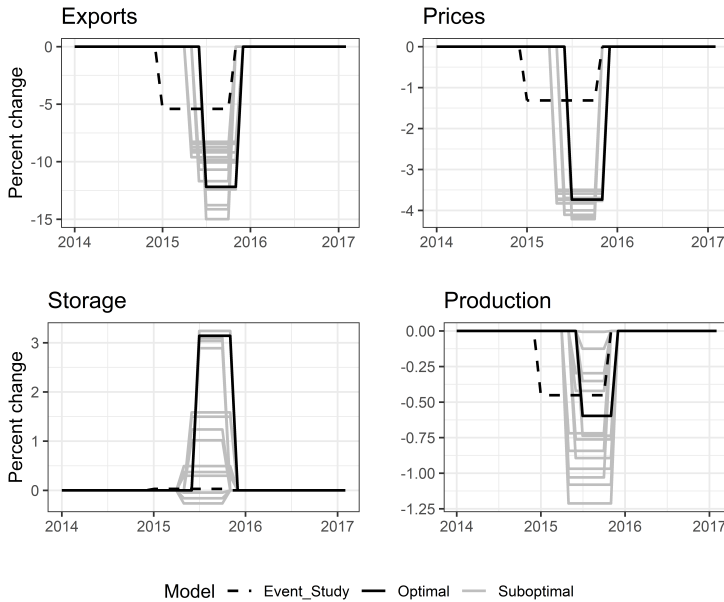 Exports
Percent change
0
-5
-10
-15
2014 2015 2016 2017
Prices
0
-1
-2
-3
-4
2014 2015 2016 2017
Storage
Percent change
3
2
1
0
2014 2015 2016 2017
Production
0.00
-0.25
-0.50
-0.75
-1.00
-1.25
2014 2015 2016 2017
Model Event_Study Optimal Suboptimal